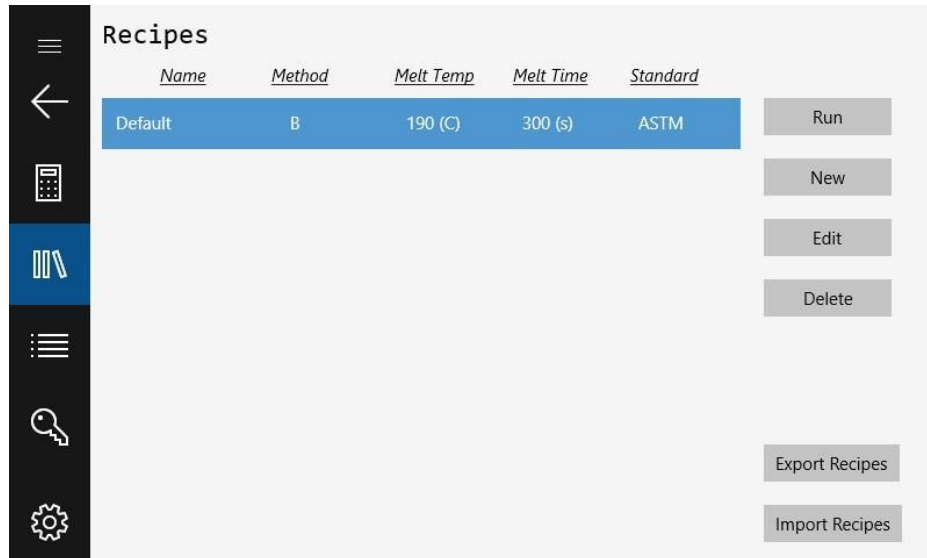 Recipes
Name Method Melt Temp Melt Time Standard
Default B 190 (C) 300 (s) ASTM
Run
New
Edit
Delete
Export Recipes
Import Recipes